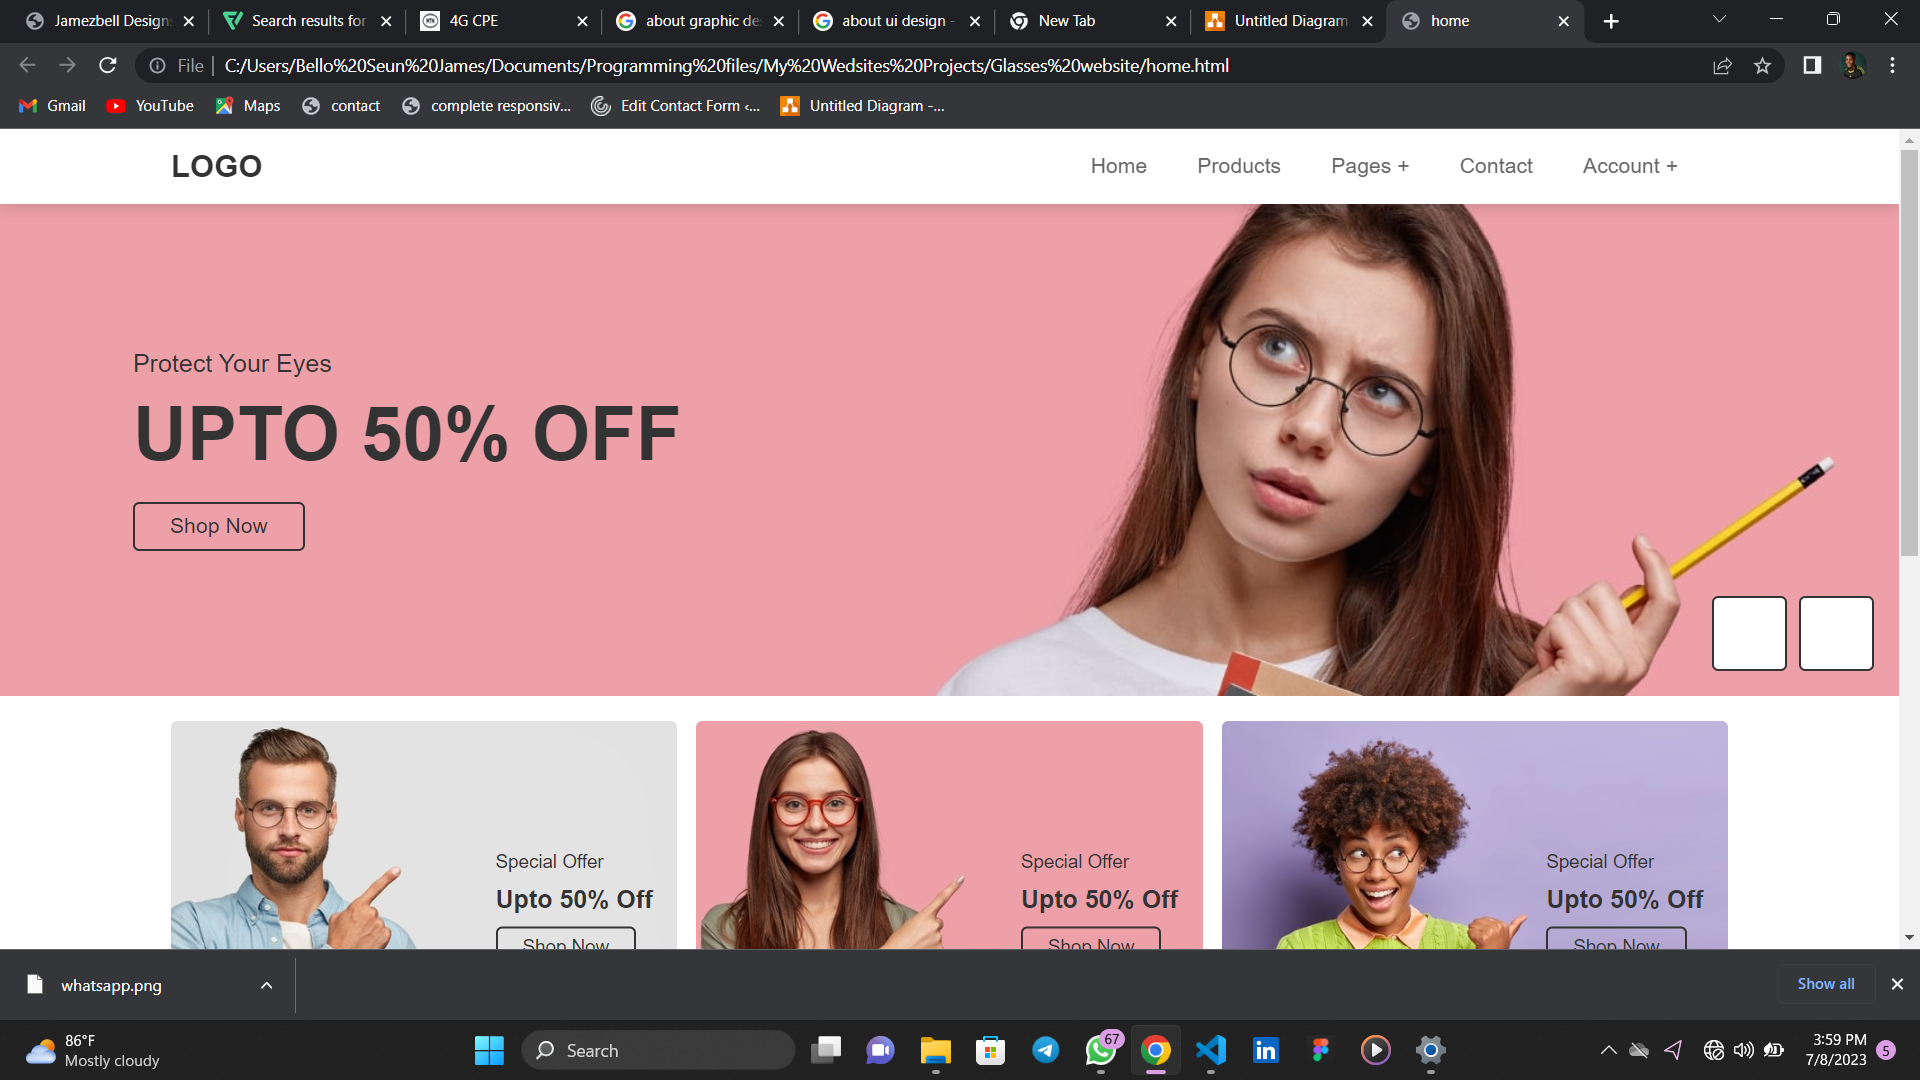 Jamezbell Designs
Search results for
4G CPE
about graphic de
about ui design -
New Tab
Untitled Diagram
home
File
C:/Users/Bello%20Seun%20James/Documents/Programming%20files/My%20Wedsites%20Projects/Glasses%20website/home.html
Gmail
YouTube
Maps
contact
complete responsiv...
Edit Contact Form <...
Untitled Diagram -...
LOGO
Home
Products
Pages +
Contact
Account +
Protect Your Eyes
UPTO 50% OFF
Shop Now
Special Offer
Upto 50% Off
Shop Now
Special Offer
Upto 50% Off
Shop Now
Special Offer
Upto 50% Off
Shop Now
whatsapp.png
Show all
86°F
Mostly cloudy
Search
67
3:59 PM
7/8/2023
5